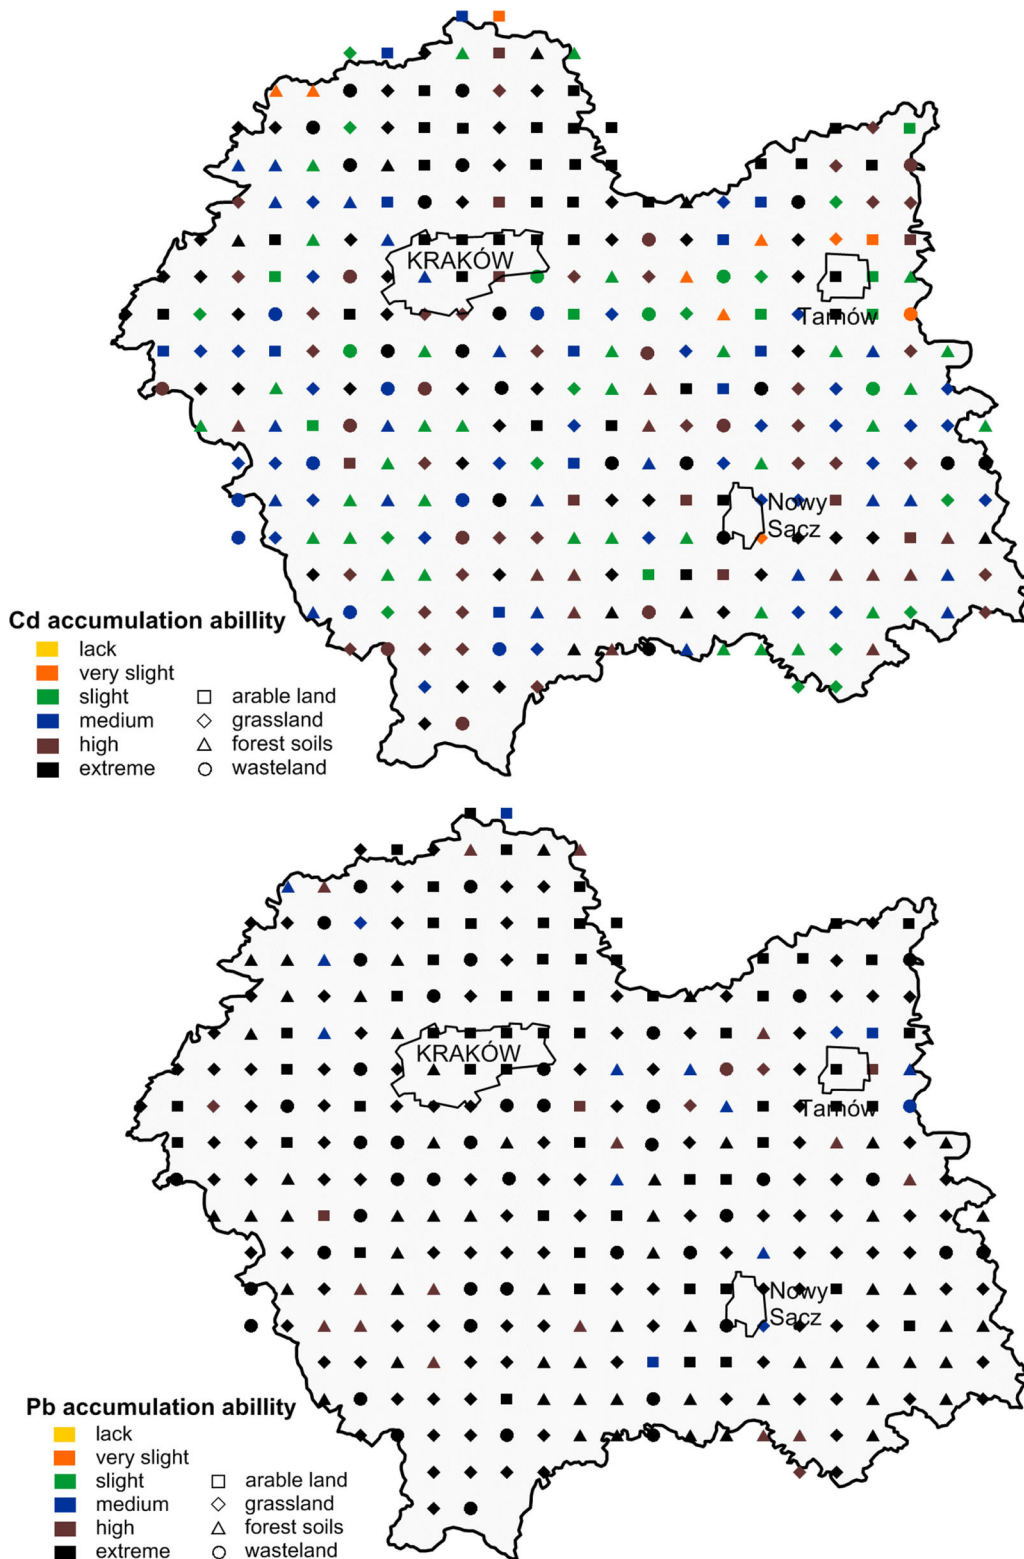 KRAKÓW
Tarnów
Nowy
Sącz
Cd accumulation abillity
lack
very slight
slight
medium
high
extreme
arable land
grassland
forest soils
wasteland
KRAKÓW
Tarnów
Nowy
Sącz
Pb accumulation abillity
lack
very slight
slight
medium
high
extreme
arable land
grassland
forest soils
wasteland